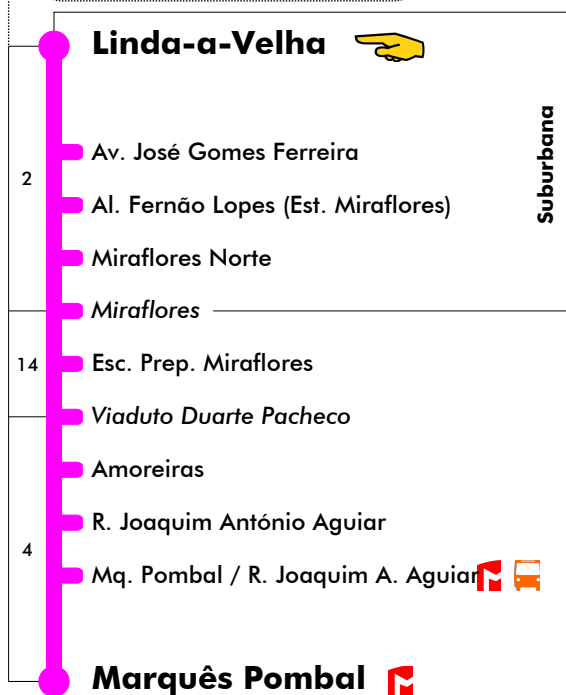 Linda-a-Velha
Suburbana
2
Av. José Gomes Ferreira
Al. Fernão Lopes (Est. Miraflores)
Miraflores Norte
Miraflores
14
Esc. Prep. Miraflores
Viaduto Duarte Pacheco
4
Amoreiras
R. Joaquim António Aguiar
Mq. Pombal / R. Joaquim A. Aguiar
Marquês Pombal